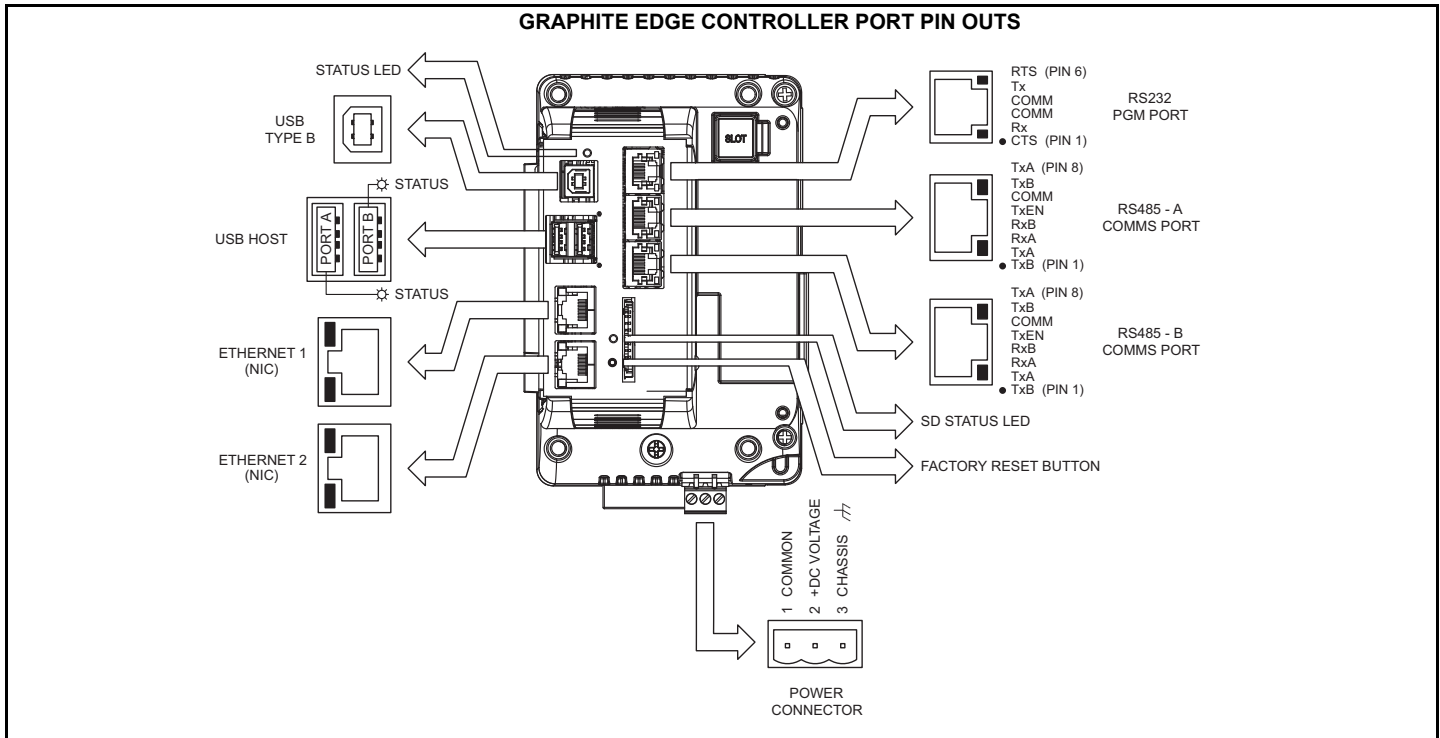 GRAPHITE EDGE CONTROLLER PORT PIN OUTS
STATUS LED
USB
TYPE B
STATUS
PORT A
PORT B
USB HOST
STATUS
ETHERNET 1
(NIC)
ETHERNET 2
(NIC)
SLOT
RTS (PIN 6)
Tx
COMM
COMM
Rx
CTS (PIN 1)
RS232
PGM PORT
TxA (PIN 8)
TxB
COMM
TxEN
RxB
RxA
TxA
TxB (PIN 1)
RS485 - A
COMMS PORT
TxA (PIN 8)
TxB
COMM
TxEN
RxB
RxA
TxA
TxB (PIN 1)
RS485 - B
COMMS PORT
SD STATUS LED
FACTORY RESET BUTTON
1 COMMON
2 +DC VOLTAGE
3 CHASSIS
POWER
CONNECTOR